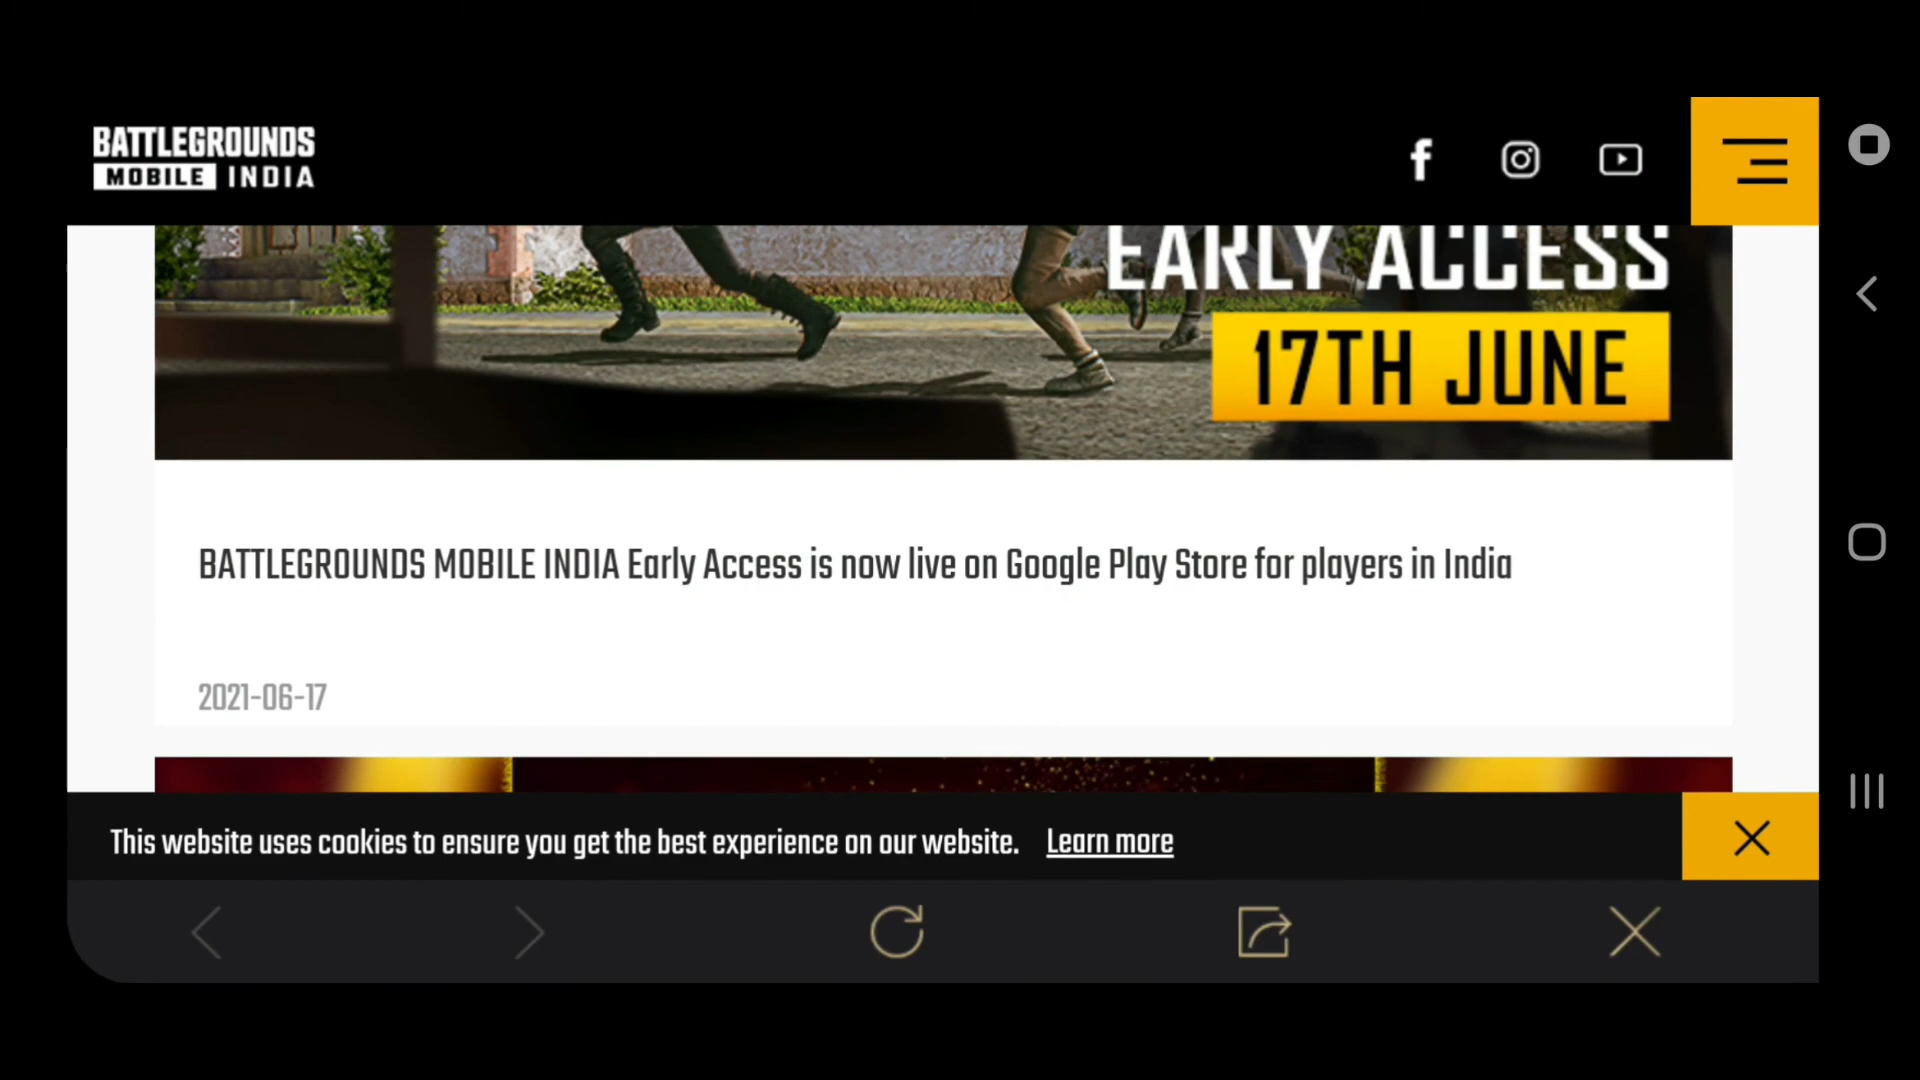 BATTLEGROUNDS
MOBILE INDIA
EARLY ACCESS
17TH JUNE
BATTLEGROUNDS MOBILE INDIA Early Access is now live on Google Play Store for players in India
2021-06-17
This website uses cookies to ensure you get the best experience on our website. Learn more